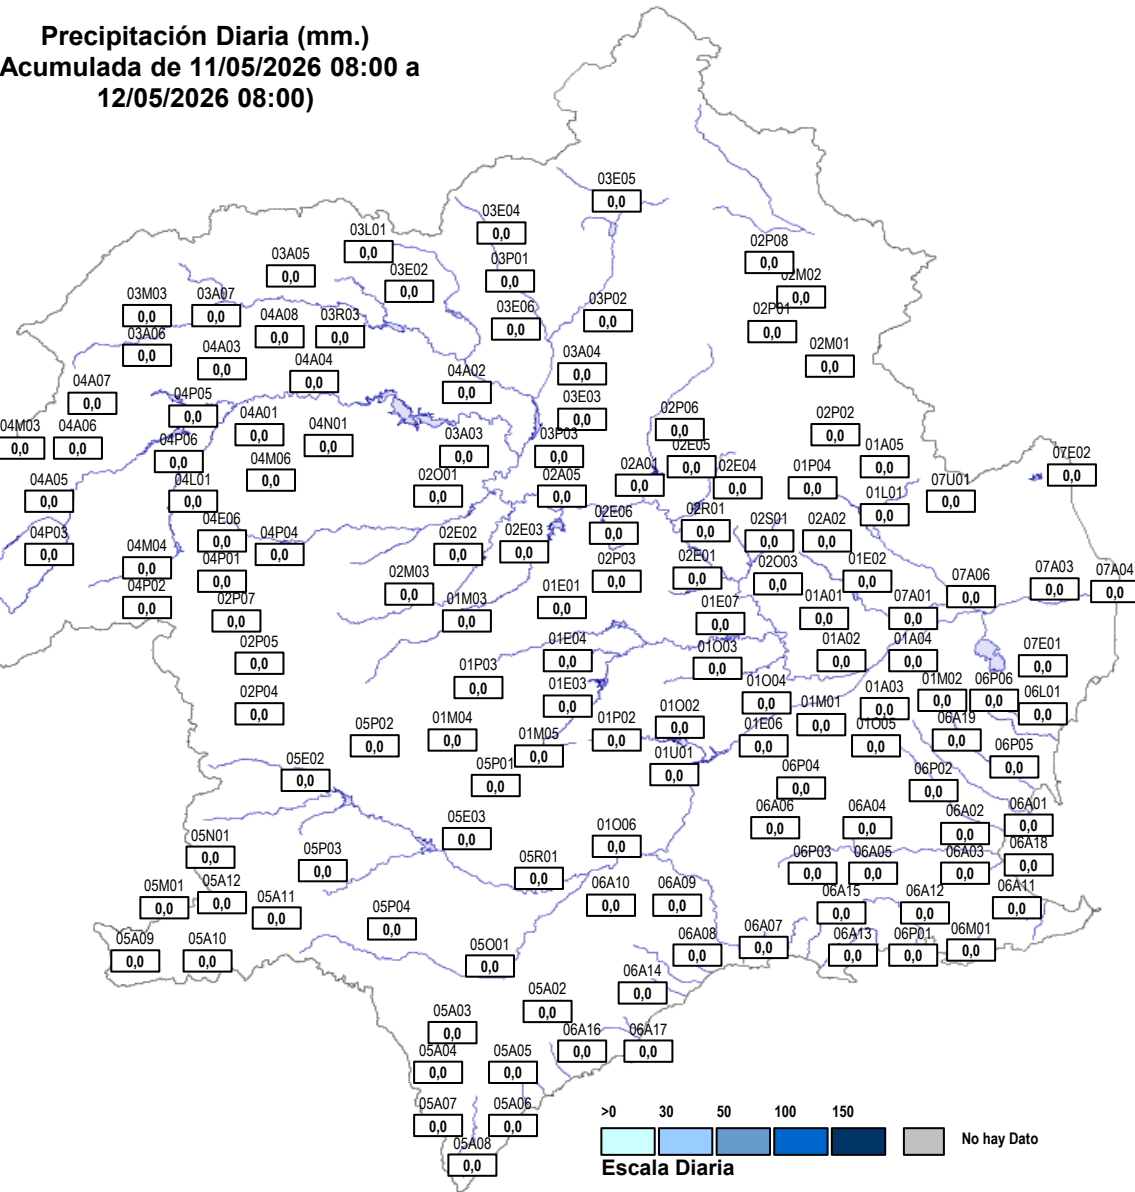 Precipitación Diaria (mm.)
Acumulada de 11/05/2026 08:00 a
12/05/2026 08:00)
03E05
0,0
03E04
0,0
03L01
0,0
02P08
0,0
03A05
0,0
03P01
0,0
03E02
0,0
02M02
0,0
03M03
0,0
03A07
0,0
03P02
0,0
04A08
0,0
03R03
0,0
03E06
0,0
02P01
0,0
03A06
0,0
04A03
0,0
03A04
0,0
02M01
0,0
04A04
0,0
04A02
0,0
04A07
0,0
04P05
0,0
03E03
0,0
02P06
0,0
02P02
0,0
04M03
0,0
04A06
0,0
04A01
0,0
04N01
0,0
03A03
0,0
03P03
0,0
04P06
0,0
02E05
0,0
01A05
0,0
07E02
0,0
04M06
0,0
02O01
0,0
02A05
0,0
02A01
0,0
02E04
0,0
01P04
0,0
04A05
0,0
04L01
0,0
01L01
0,0
07U01
0,0
04E06
0,0
02E06
0,0
02R01
0,0
04P03
0,0
04P04
0,0
02E02
0,0
02E03
0,0
02S01
0,0
02A02
0,0
04M04
0,0
04P01
0,0
02P03
0,0
02E01
0,0
02O03
0,0
01E02
0,0
02M03
0,0
07A06
0,0
07A03
0,0
07A04
0,0
04P02
0,0
02P07
0,0
01M03
0,0
01E01
0,0
01E07
0,0
01A01
0,0
07A01
0,0
02P05
0,0
01E04
0,0
01O03
0,0
01A02
0,0
01A04
0,0
07E01
0,0
01P03
0,0
02P04
0,0
01E03
0,0
01O04
0,0
01A03
0,0
01M02
0,0
06P06
0,0
06L01
0,0
05P02
0,0
01M04
0,0
01M05
0,0
01P02
0,0
01O02
0,0
01E06
0,0
01M01
0,0
01O05
0,0
06A19
0,0
05E02
0,0
05P01
0,0
01U01
0,0
06P04
0,0
06P02
0,0
06P05
0,0
05E03
0,0
01O06
0,0
06A06
0,0
06A04
0,0
06A02
0,0
06A01
0,0
05N01
0,0
05P03
0,0
05R01
0,0
06P03
0,0
06A05
0,0
06A03
0,0
06A18
0,0
05M01
0,0
05A12
0,0
05A11
0,0
06A10
0,0
06A09
0,0
06A15
0,0
06A12
0,0
06A11
0,0
05P04
0,0
05A09
0,0
05A10
0,0
05O01
0,0
06A08
0,0
06A07
0,0
06A13
0,0
06P01
0,0
06M01
0,0
06A14
0,0
05A02
0,0
05A03
0,0
06A16
0,0
06A17
0,0
05A04
0,0
05A05
0,0
05A07
0,0
05A06
0,0
05A08
0,0
>0 30 50 100 150
No hay Dato
Escala Diaria